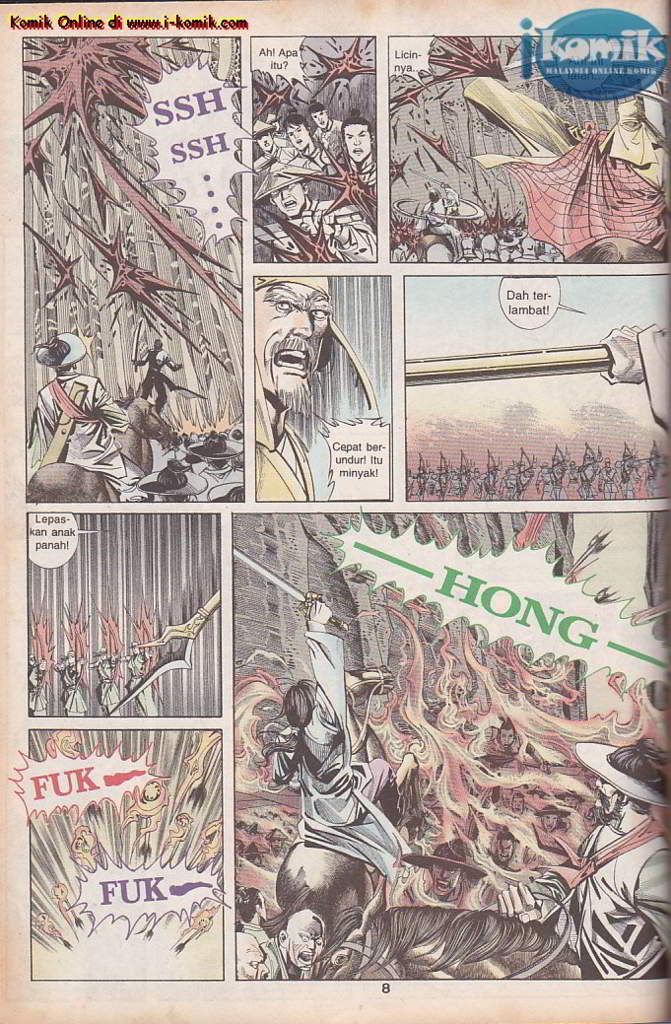 Komik Online di www.i-komik.com
ikomik
MALAYSIA ONLINE KOMIK
SSH
SSH
Ah! Apa
itu?
Licin-
nya...
Cepat ber-
undur! Itu
minyak!
Dah ter-
lambat!
Lepas-
kan anak
panah!
HONG
FUK
FUK
8